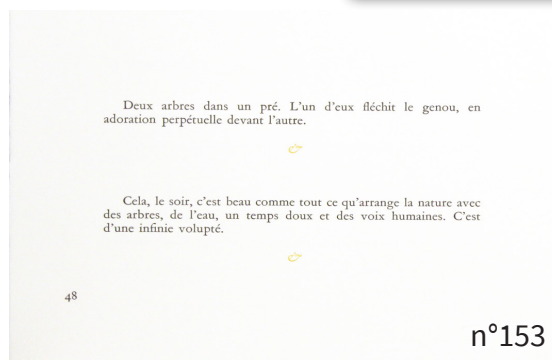 Deux arbres dans un pré. L'un d'eux fléchit le genou, en
adoration perpétuelle devant l'autre.
Cela, le soir, c'est beau comme tout ce qu'arrange la nature avec
des arbres, de l'eau, un temps doux et des voix humaines. C'est
d'une infinie volupté.
48
n°153